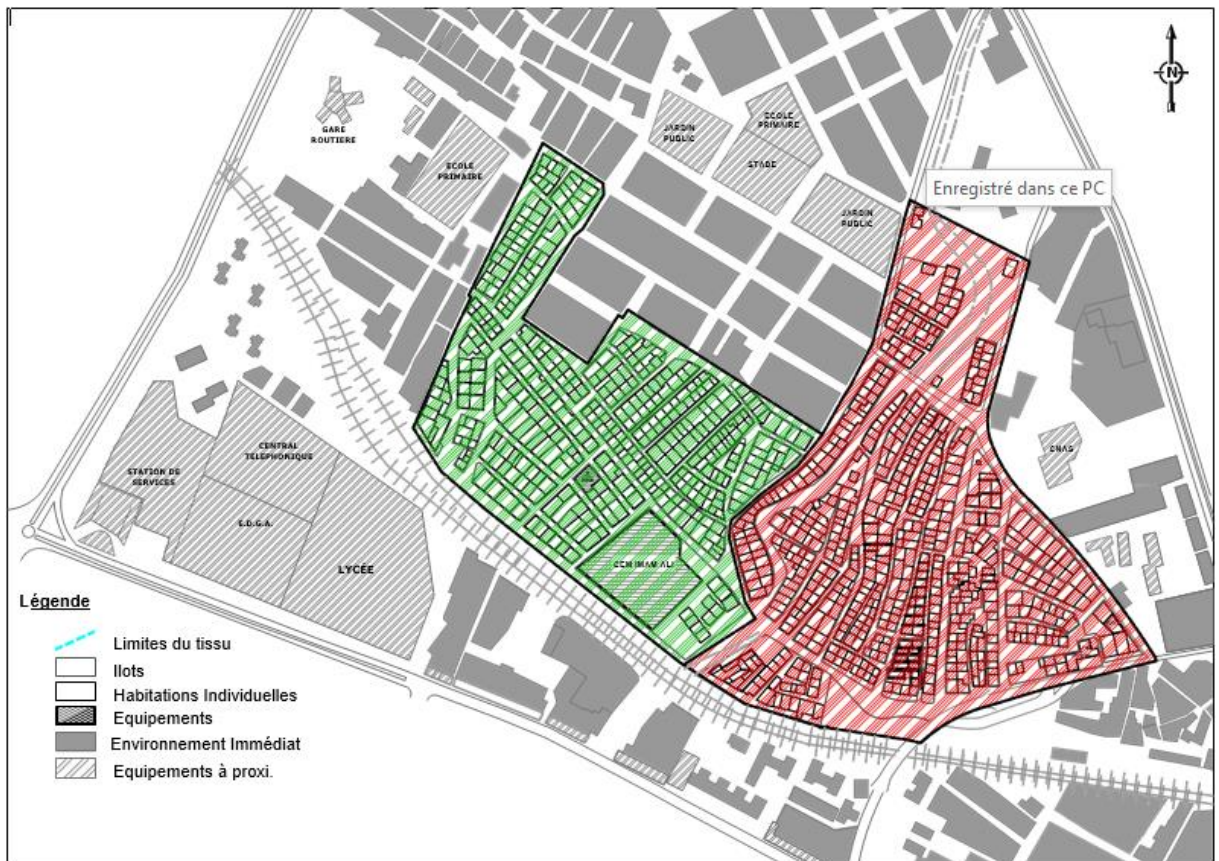 N
GARE
ROUTIERE
ECOLE
PRIMAIRE
JARDIN
PUBLIC
ECOLE
PRIMAIRE
STADE
JARDIN
PUBLIC
Enregistré dans ce PC
CNAS
STATION DE
SERVICES
CENTRAL
TELEPHONIQUE
E.D.G.A.
LYCÉE
CEM IMAM ALI
Légende
Limites du tissu
Ilots
Habitations Individuelles
Equipements
Environnement Immédiat
Equipements à proxi.